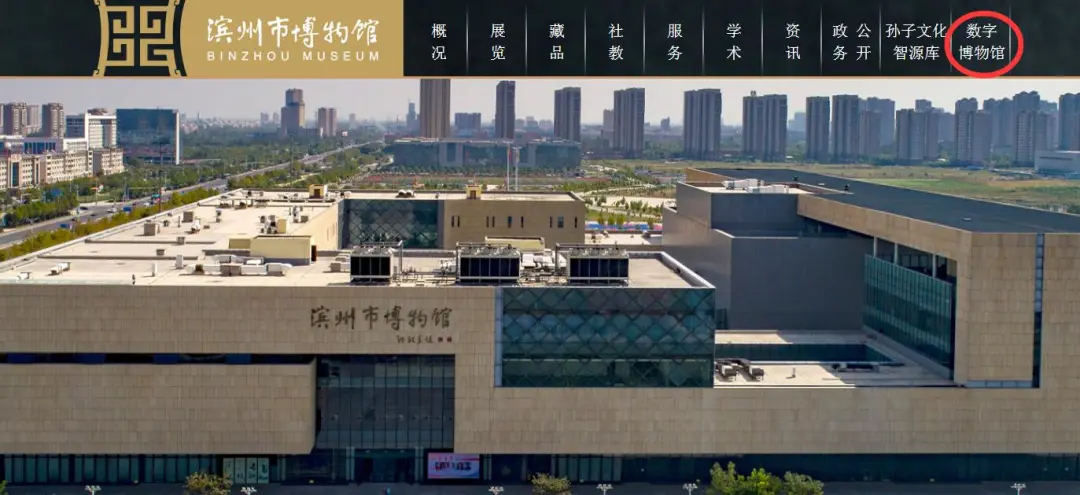 滨州市博物馆
BINZHOU MUSEUM
概况
展览
藏品
社教
服务
学术
资讯
政务公开
孙子文化
智源库
数字
博物馆
滨州市博物馆